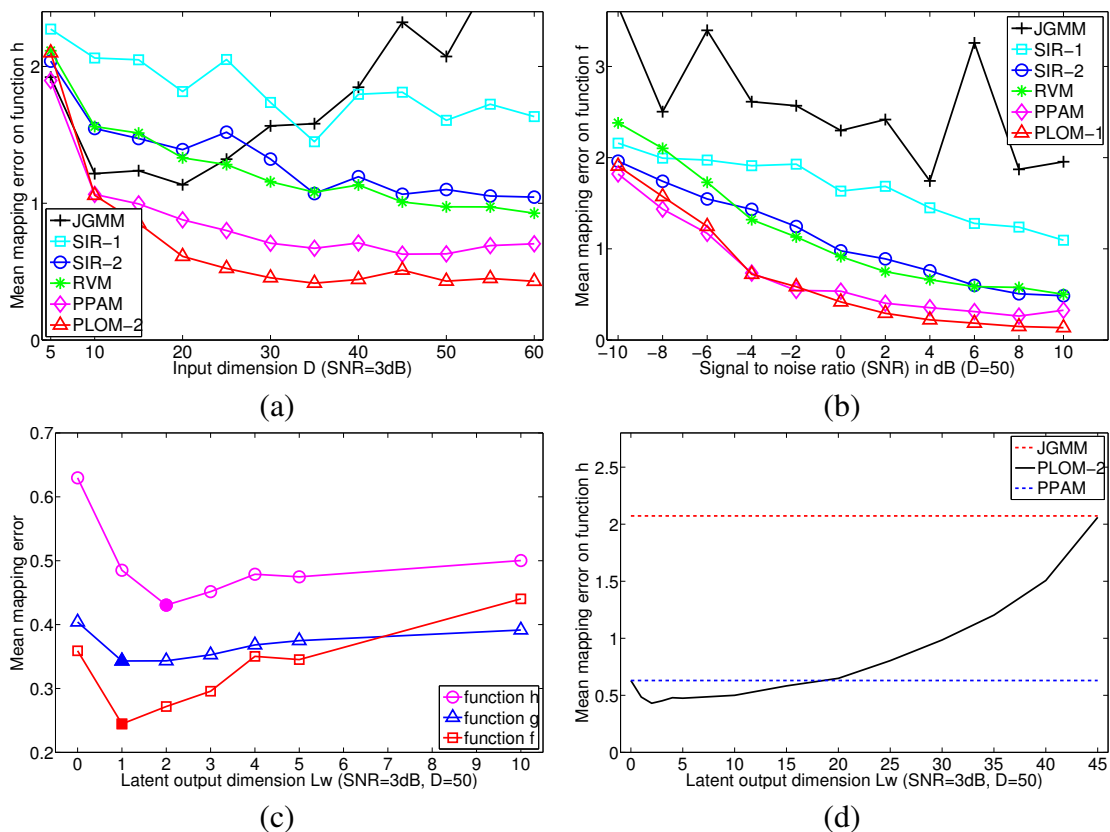 Mean mapping error on function h
2
1
0
5 10 20 30 40 50 60
JGMM
SIR-1
SIR-2
RVM
PPAM
PLOM-2
Input dimension D (SNR=3dB)
(a)
Mean mapping error on function f
3
2
1
0
−10 −8 −6 −4 −2 0 2 4 6 8 10
JGMM
SIR-1
SIR-2
RVM
PPAM
PLOM-1
Signal to noise ratio (SNR) in dB (D=50)
(b)
Mean mapping error
0.7
0.6
0.5
0.4
0.3
0.2
0 1 2 3 4 5 6 7 8 9 10
function h
function g
function f
Latent output dimension Lw (SNR=3dB, D=50)
(c)
Mean mapping error on function h
2.5
2
1.5
1
0.5
0
0 5 10 15 20 25 30 35 40 45
JGMM
PLOM-2
PPAM
Latent output dimension Lw (SNR=3dB, D=50)
(d)